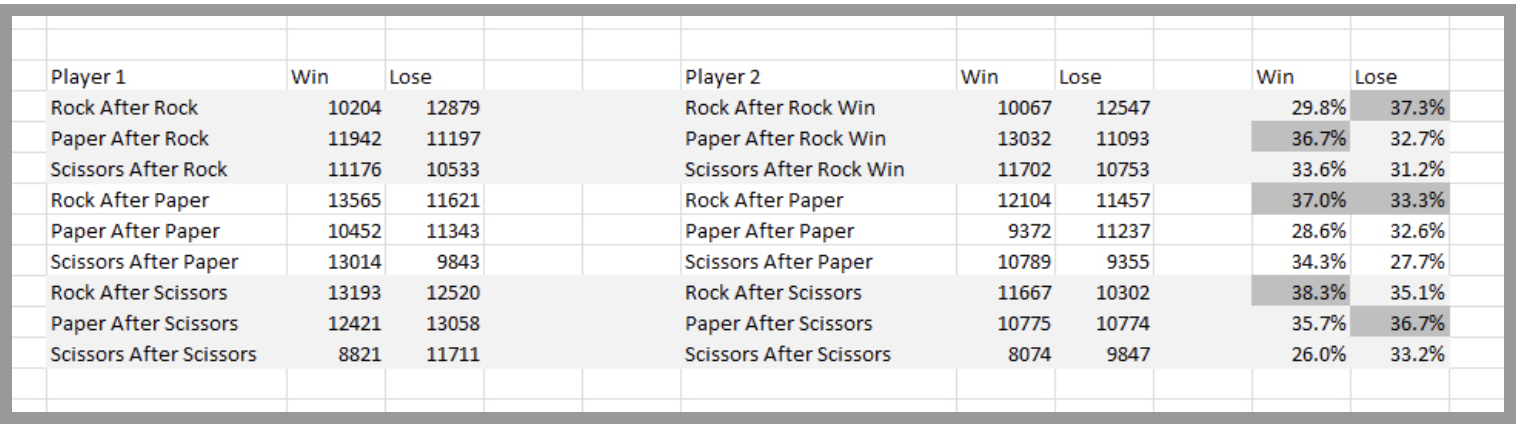 Player 1 Win Lose Player 2 Win Lose Win Lose
Rock After Rock 10204 12879 Rock After Rock Win 10067 12547 29.8% 37.3%
Paper After Rock 11942 11197 Paper After Rock Win 13032 11093 36.7% 32.7%
Scissors After Rock 11176 10533 Scissors After Rock Win 11702 10753 33.6% 31.2%
Rock After Paper 13565 11621 Rock After Paper 12104 11457 37.0% 33.3%
Paper After Paper 10452 11343 Paper After Paper 9372 11237 28.6% 32.6%
Scissors After Paper 13014 9843 Scissors After Paper 10789 9355 34.3% 27.7%
Rock After Scissors 13193 12520 Rock After Scissors 11667 10302 38.3% 35.1%
Paper After Scissors 12421 13058 Paper After Scissors 10775 10774 35.7% 36.7%
Scissors After Scissors 8821 11711 Scissors After Scissors 8074 9847 26.0% 33.2%